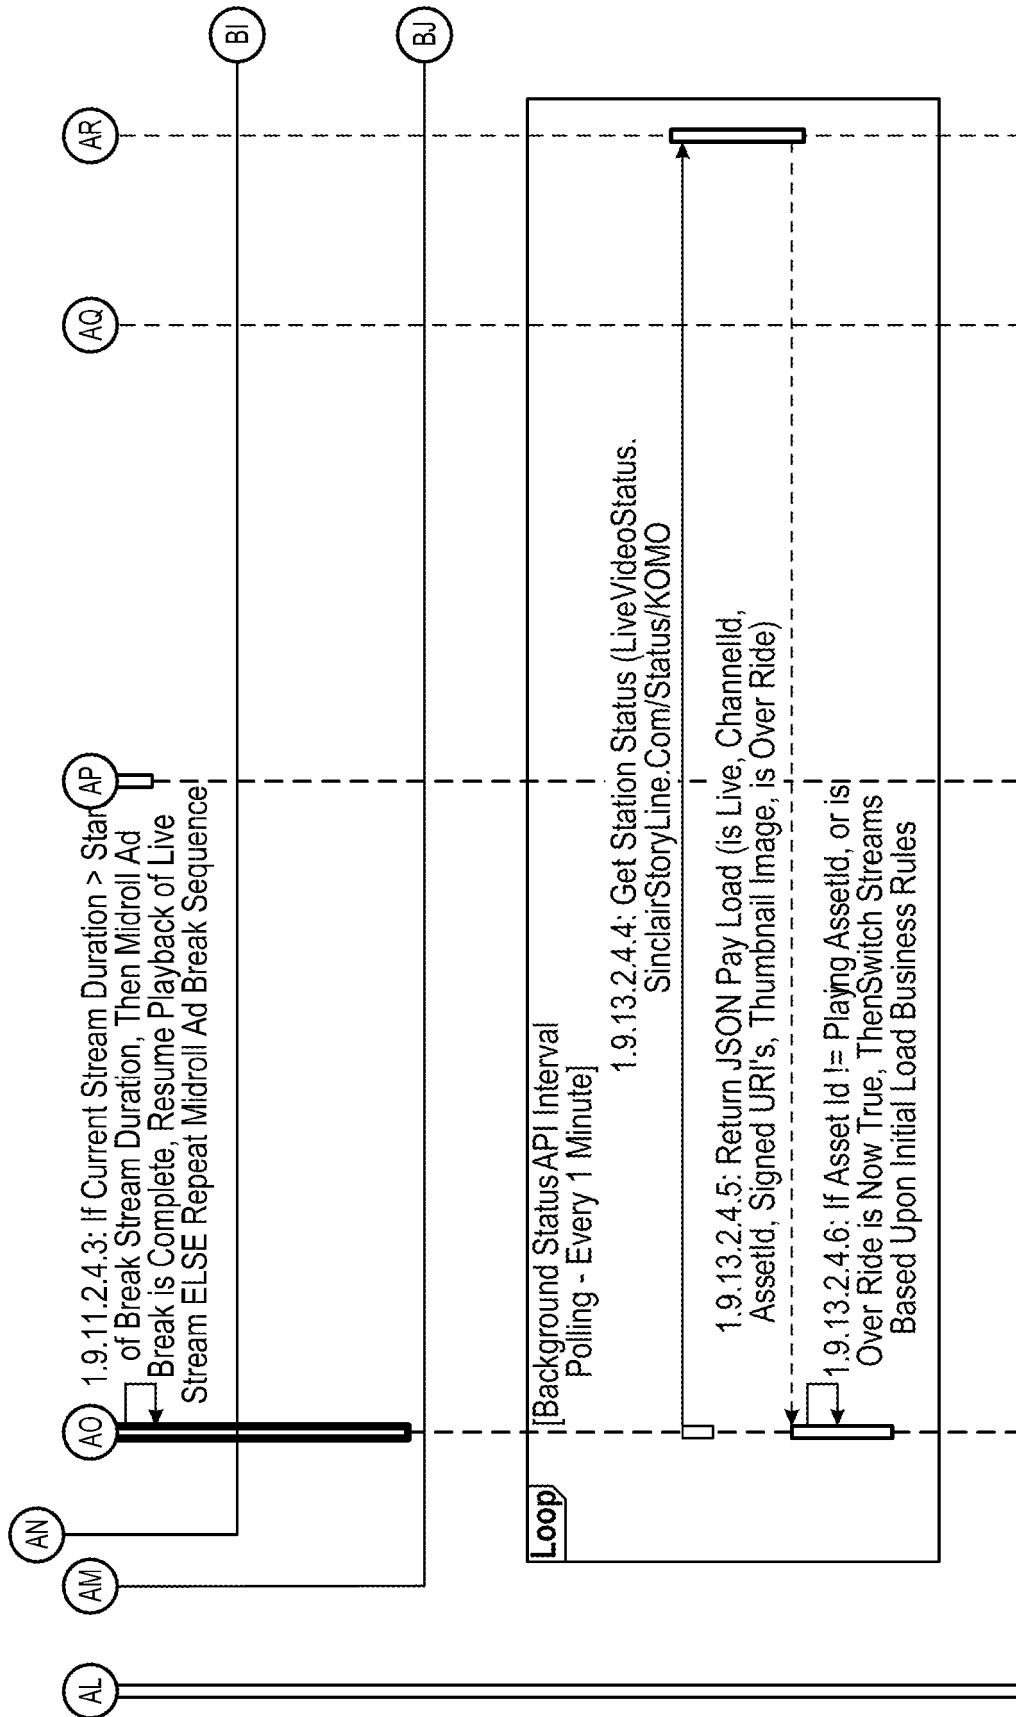 AL
AM
AN
AO
AP
AQ
AR
BI
BJ
1.9.11.2.4.3: If Current Stream Duration > Star
of Break Stream Duration, Then Midroll Ad
Break is Complete, Resume Playback of Live
Stream ELSE Repeat Midroll Ad Break Sequence
Loop
[Background Status API Interval
Polling - Every 1 Minute]
1.9.13.2.4.4: Get Station Status (LiveVideoStatus.
SinclairStoryLine.Com/Status/KOMO
1.9.13.2.4.5: Return JSON Pay Load (is Live, ChannelId,
AssetId, Signed URI's, Thumbnail Image, is Over Ride)
1.9.13.2.4.6: If Asset Id != Playing AssetId, or is
Over Ride is Now True, ThenSwitch Streams
Based Upon Initial Load Business Rules